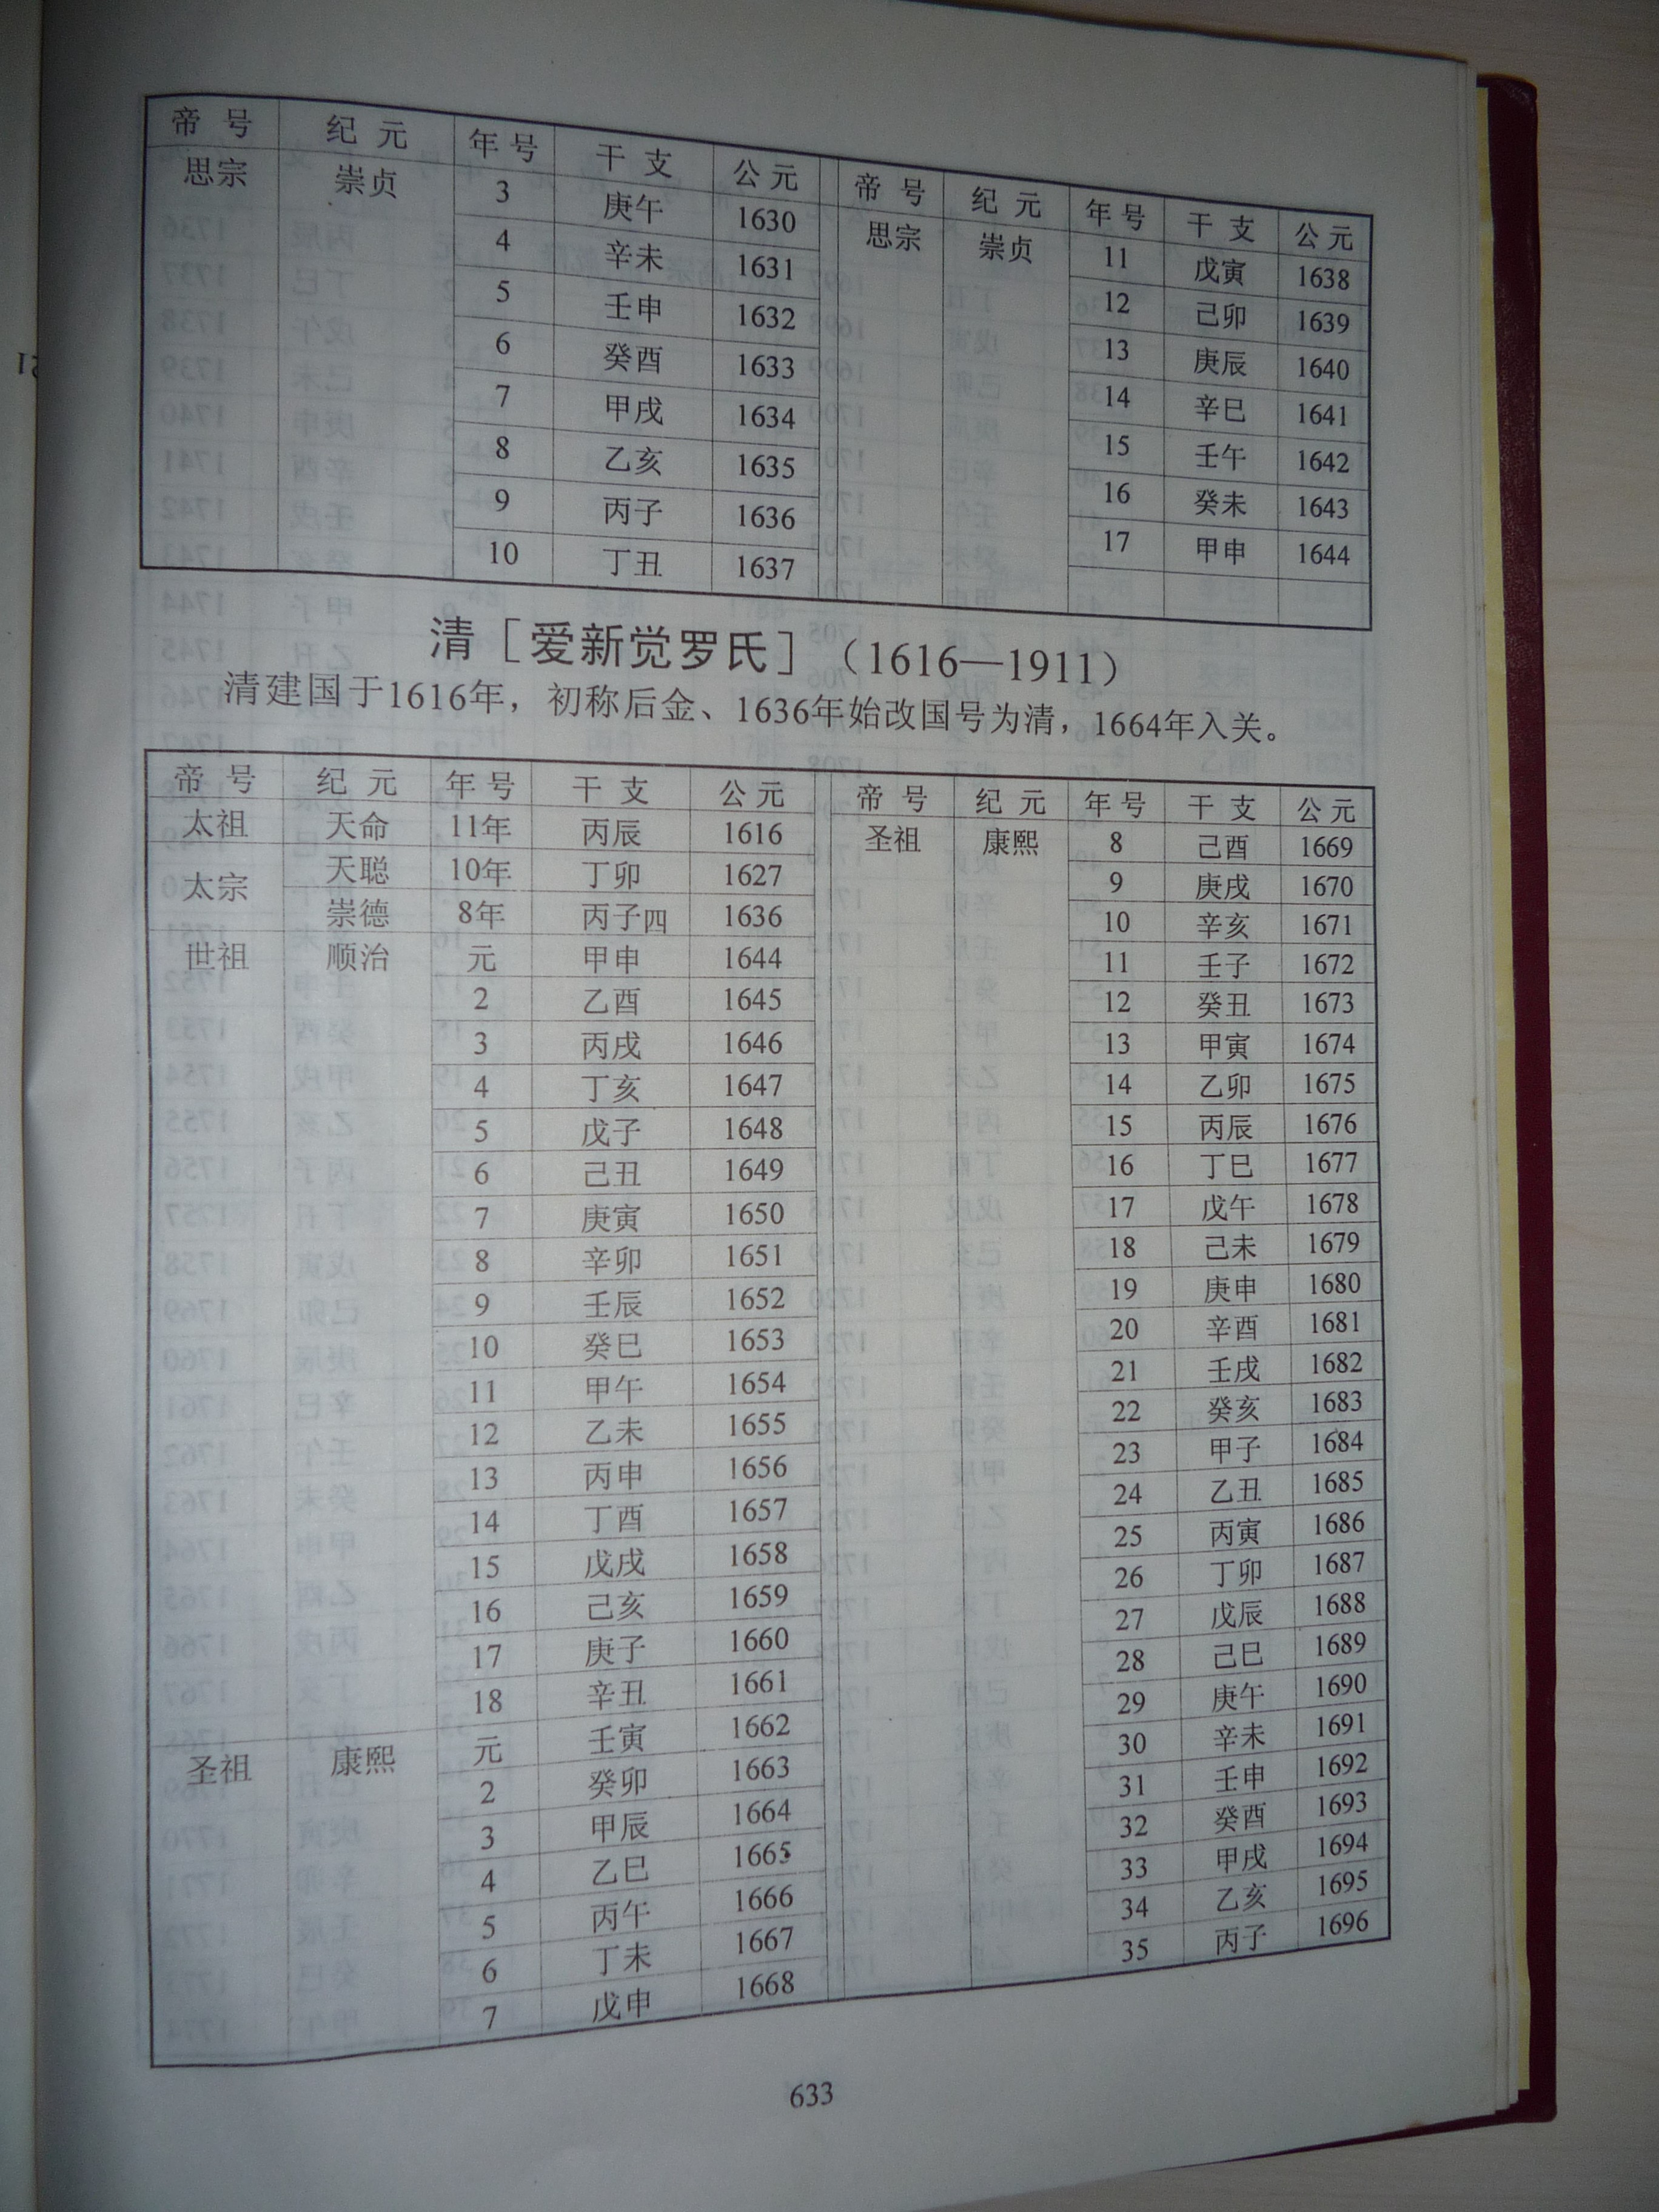 帝号 纪元 年号 干支 公元 帝号 纪元 年号 干支 公元
思宗 崇贞 3 庚午 1630 思宗 崇贞 11 戊寅 1638
4 辛未 1631 12 己卯 1639
5 壬申 1632 13 庚辰 1640
6 癸酉 1633 14 辛巳 1641
7 甲戌 1634 15 壬午 1642
8 乙亥 1635 16 癸未 1643
9 丙子 1636 17 甲申 1644
10 丁丑 1637
清［爱新觉罗氏］（1616—1911）
清建国于1616年，初称后金、1636年始改国号为清，1664年入关。
帝号 纪元 年号 干支 公元 帝号 纪元 年号 干支 公元
太祖 天命 11年 丙辰 1616 圣祖 康熙 8 己酉 1669
太宗 天聪 10年 丁卯 1627 9 庚戌 1670
崇德 8年 丙子四 1636 10 辛亥 1671
世祖 顺治 元 甲申 1644 11 壬子 1672
2 乙酉 1645 12 癸丑 1673
3 丙戌 1646 13 甲寅 1674
4 丁亥 1647 14 乙卯 1675
5 戊子 1648 15 丙辰 1676
6 己丑 1649 16 丁巳 1677
7 庚寅 1650 17 戊午 1678
8 辛卯 1651 18 己未 1679
9 壬辰 1652 19 庚申 1680
10 癸巳 1653 20 辛酉 1681
11 甲午 1654 21 壬戌 1682
12 乙未 1655 22 癸亥 1683
13 丙申 1656 23 甲子 1684
14 丁酉 1657 24 乙丑 1685
15 戊戌 1658 25 丙寅 1686
16 己亥 1659 26 丁卯 1687
17 庚子 1660 27 戊辰 1688
18 辛丑 1661 28 己巳 1689
圣祖 康熙 元 壬寅 1662 29 庚午 1690
2 癸卯 1663 30 辛未 1691
3 甲辰 1664 31 壬申 1692
4 乙巳 1665 32 癸酉 1693
5 丙午 1666 33 甲戌 1694
6 丁未 1667 34 乙亥 1695
7 戊申 1668 35 丙子 1696
633